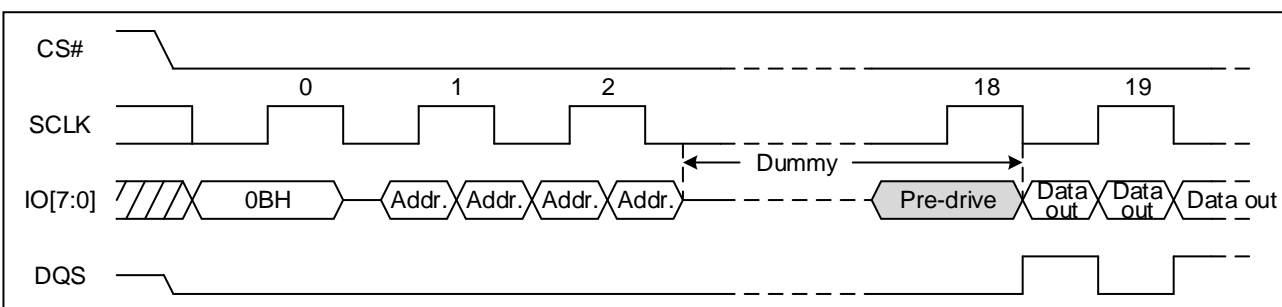 CS#
0 1 2 18 19
SCLK
Dummy
IO[7:0] 0BH Addr. Addr. Addr. Addr. Pre-drive Data out Data out Data out
DQS